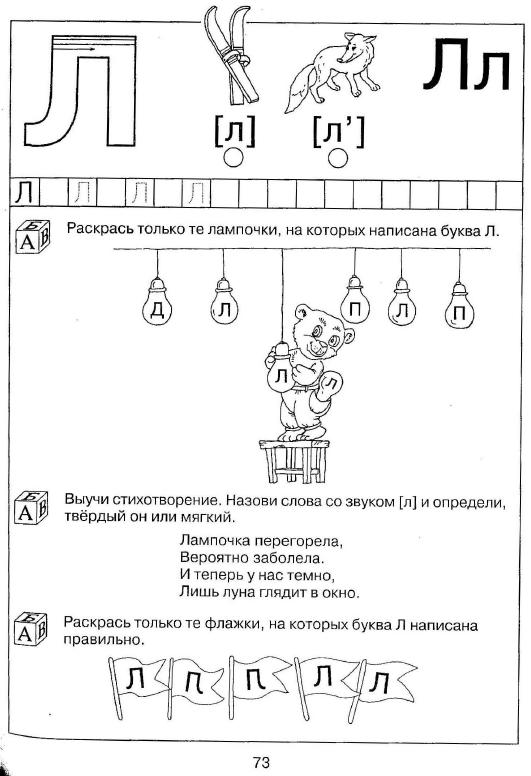 Л Лл
[л] [л’]
Л Л Л Л
Раскрась только те лампочки, на которых написана буква Л.
Д Л П Л П
Л Л
Выучи стихотворение. Назови слова со звуком [л] и определи,
твёрдый он или мягкий.
Лампочка перегорела,
Вероятно заболела.
И теперь у нас темно,
Лишь луна глядит в окно.
Раскрась только те флажки, на которых буква Л написана
правильно.
Л Л Л
А Б В
А Б В
А Б В
73